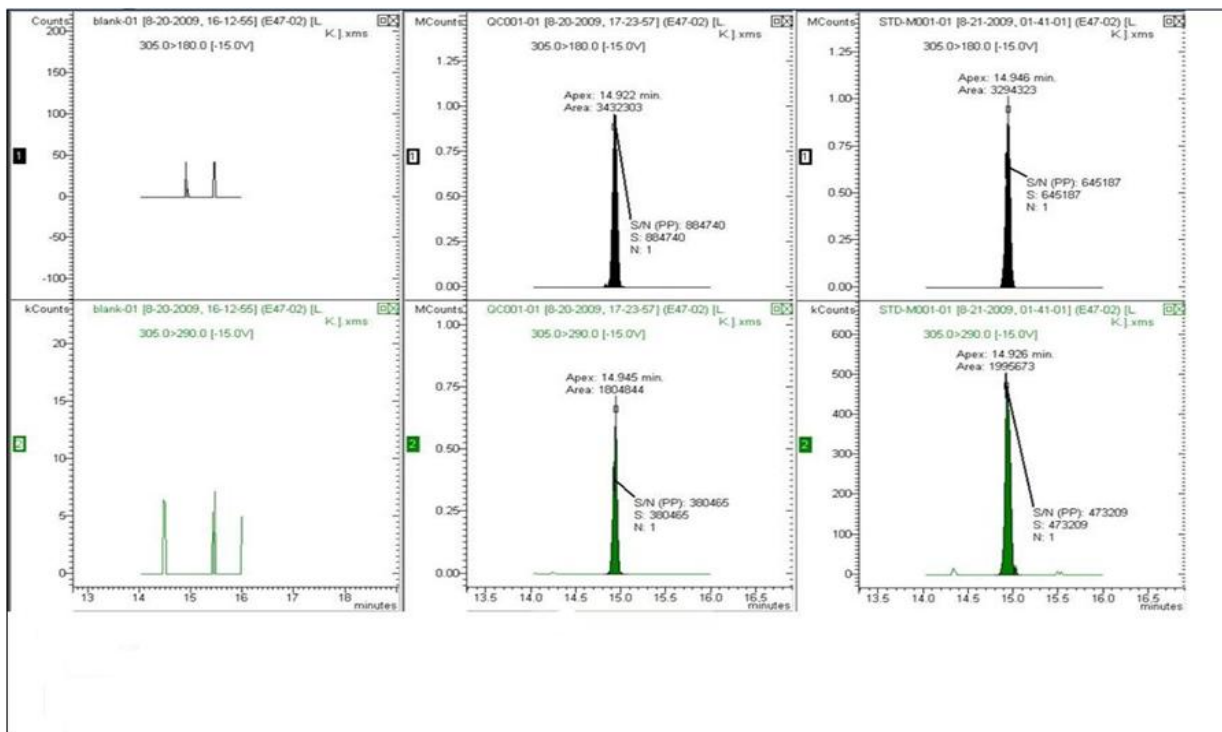 Counts
blank-01 [8-20-2009, 16-12-55] (E47-02) [L.
K.].xms
305.0>180.0 [-15.0V]
200
150
100
50
0
-50
-100
1
MCounts
QC001-01 [8-20-2009, 17-23-57] (E47-02) [L.
K.].xms
305.0>180.0 [-15.0V]
1.25
1.00
0.75
0.50
0.25
0.00
1
Apex: 14.922 min.
Area: 3432303
S/N (PP): 884740
S: 884740
N: 1
MCounts
STD-M001-01 [8-21-2009, 01-41-01] (E47-02) [L.
K.].xms
305.0>180.0 [-15.0V]
1.25
1.00
0.75
0.50
0.25
0.00
1
Apex: 14.946 min.
Area: 3294323
S/N (PP): 645187
S: 645187
N: 1
kCounts
blank-01 [8-20-2009, 16-12-55] (E47-02) [L.
K.].xms
305.0>290.0 [-15.0V]
20
15
10
5
0
2
13 14 15 16 17 18
minutes
MCounts
QC001-01 [8-20-2009, 17-23-57] (E47-02) [L.
K.].xms
305.0>290.0 [-15.0V]
1.00
0.75
0.50
0.25
0.00
2
Apex: 14.945 min.
Area: 1804844
S/N (PP): 380465
S: 380465
N: 1
13.5 14.0 14.5 15.0 15.5 16.0 16.5
minutes
kCounts
STD-M001-01 [8-21-2009, 01-41-01] (E47-02) [L.
K.].xms
305.0>290.0 [-15.0V]
600
500
400
300
200
100
0
2
Apex: 14.926 min.
Area: 1995673
S/N (PP): 473209
S: 473209
N: 1
13.5 14.0 14.5 15.0 15.5 16.0 16.5
minutes